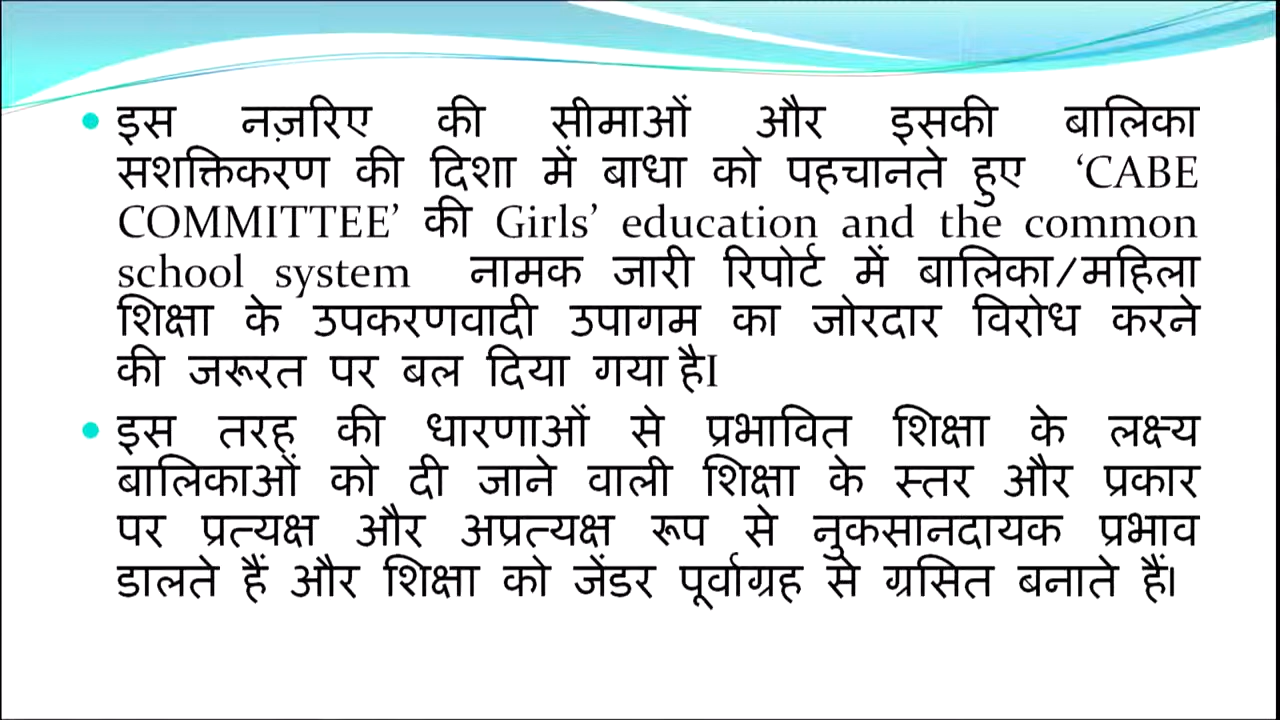 इस नज़रिए की सीमाओं और इसकी बालिका
सशक्तिकरण की दिशा में बाधा को पहचानते हुए ‘CABE
COMMITTEE’ की Girls’ education and the common
school system नामक जारी रिपोर्ट में बालिका/महिला
शिक्षा के उपकरणवादी उपागम का जोरदार विरोध करने
की जरूरत पर बल दिया गया हैI
इस तरह की धारणाओं से प्रभावित शिक्षा के लक्ष्य
बालिकाओं को दी जाने वाली शिक्षा के स्तर और प्रकार
पर प्रत्यक्ष और अप्रत्यक्ष रूप से नुकसानदायक प्रभाव
डालते हैं और शिक्षा को जेंडर पूर्वाग्रह से ग्रसित बनाते हैं।